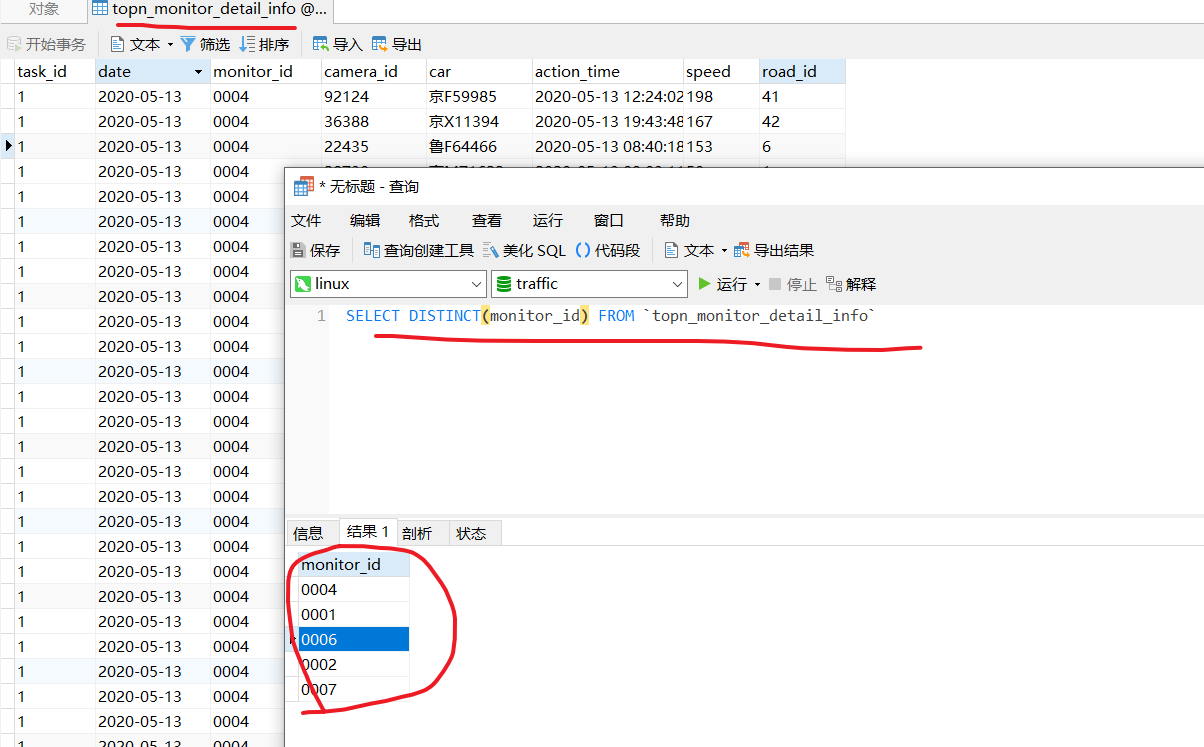 对象 topn_monitor_detail_info @...
开始事务 文本 筛选 排序 导入 导出
task_id date monitor_id camera_id car action_time speed road_id
1 2020-05-13 0004 92124 京F59985 2020-05-13 12:24:02 198 41
1 2020-05-13 0004 36388 京X11394 2020-05-13 19:43:48 167 42
1 2020-05-13 0004 22435 鲁F64466 2020-05-13 08:40:18 153 6
1 2020-05-13 0004
* 无标题 - 查询
1 2020-05-13 0004
文件 编辑 格式 查看 运行 窗口 帮助
1 2020-05-13 0004
保存 查询创建工具 美化 SQL () 代码段 文本 导出结果
1 2020-05-13 0004
1 2020-05-13 0004
linux traffic 运行 停止 解释
1 2020-05-13 0004
1 2020-05-13 0004
1 SELECT DISTINCT(monitor_id) FROM `topn_monitor_detail_info`
1 2020-05-13 0004
1 2020-05-13 0004
1 2020-05-13 0004
1 2020-05-13 0004
1 2020-05-13 0004
1 2020-05-13 0004
1 2020-05-13 0004
1 2020-05-13 0004
信息 结果 1 剖析 状态
1 2020-05-13 0004
monitor_id
1 2020-05-13 0004
0004
1 2020-05-13 0004
0001
1 2020-05-13 0004
0006
1 2020-05-13 0004
0002
1 2020-05-13 0004
0007
1 2020-05-13 0004
1 2020-05-13 0004
1 2020-05-13 0004